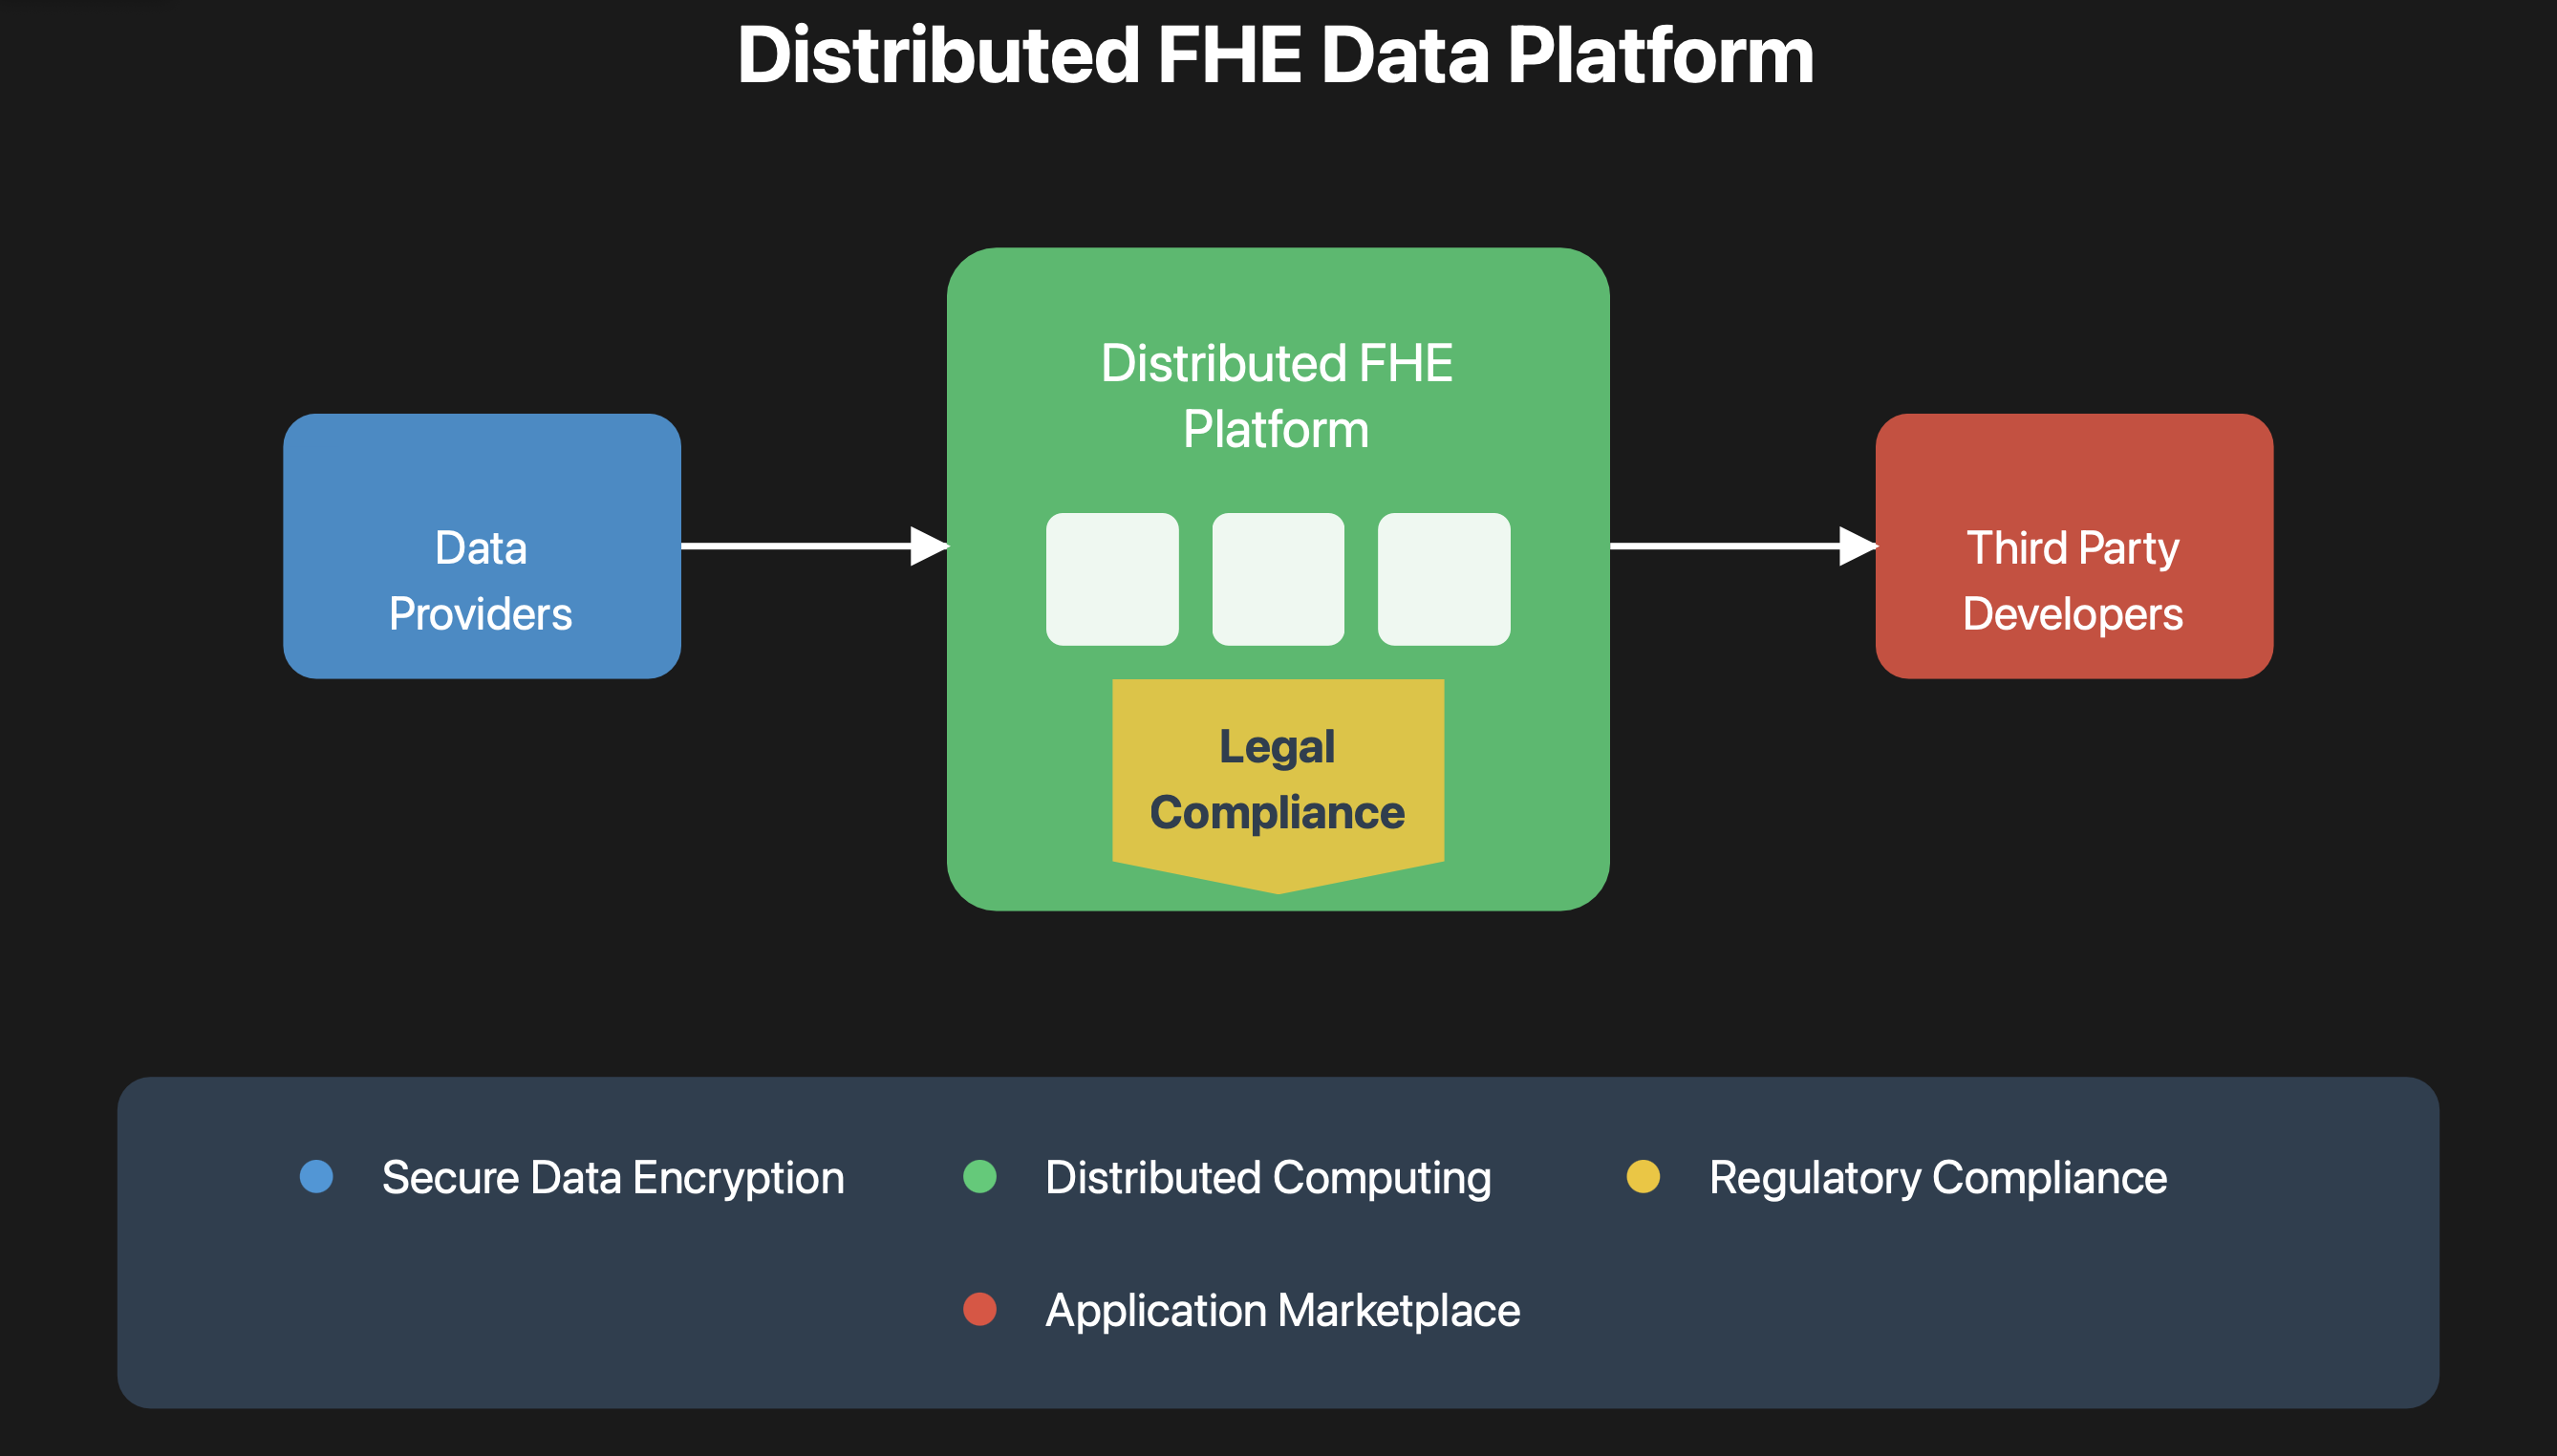 Distributed FHE Data Platform
Distributed FHE
Platform
Data
Providers
Third Party
Developers
Legal
Compliance
Secure Data Encryption
Distributed Computing
Regulatory Compliance
Application Marketplace